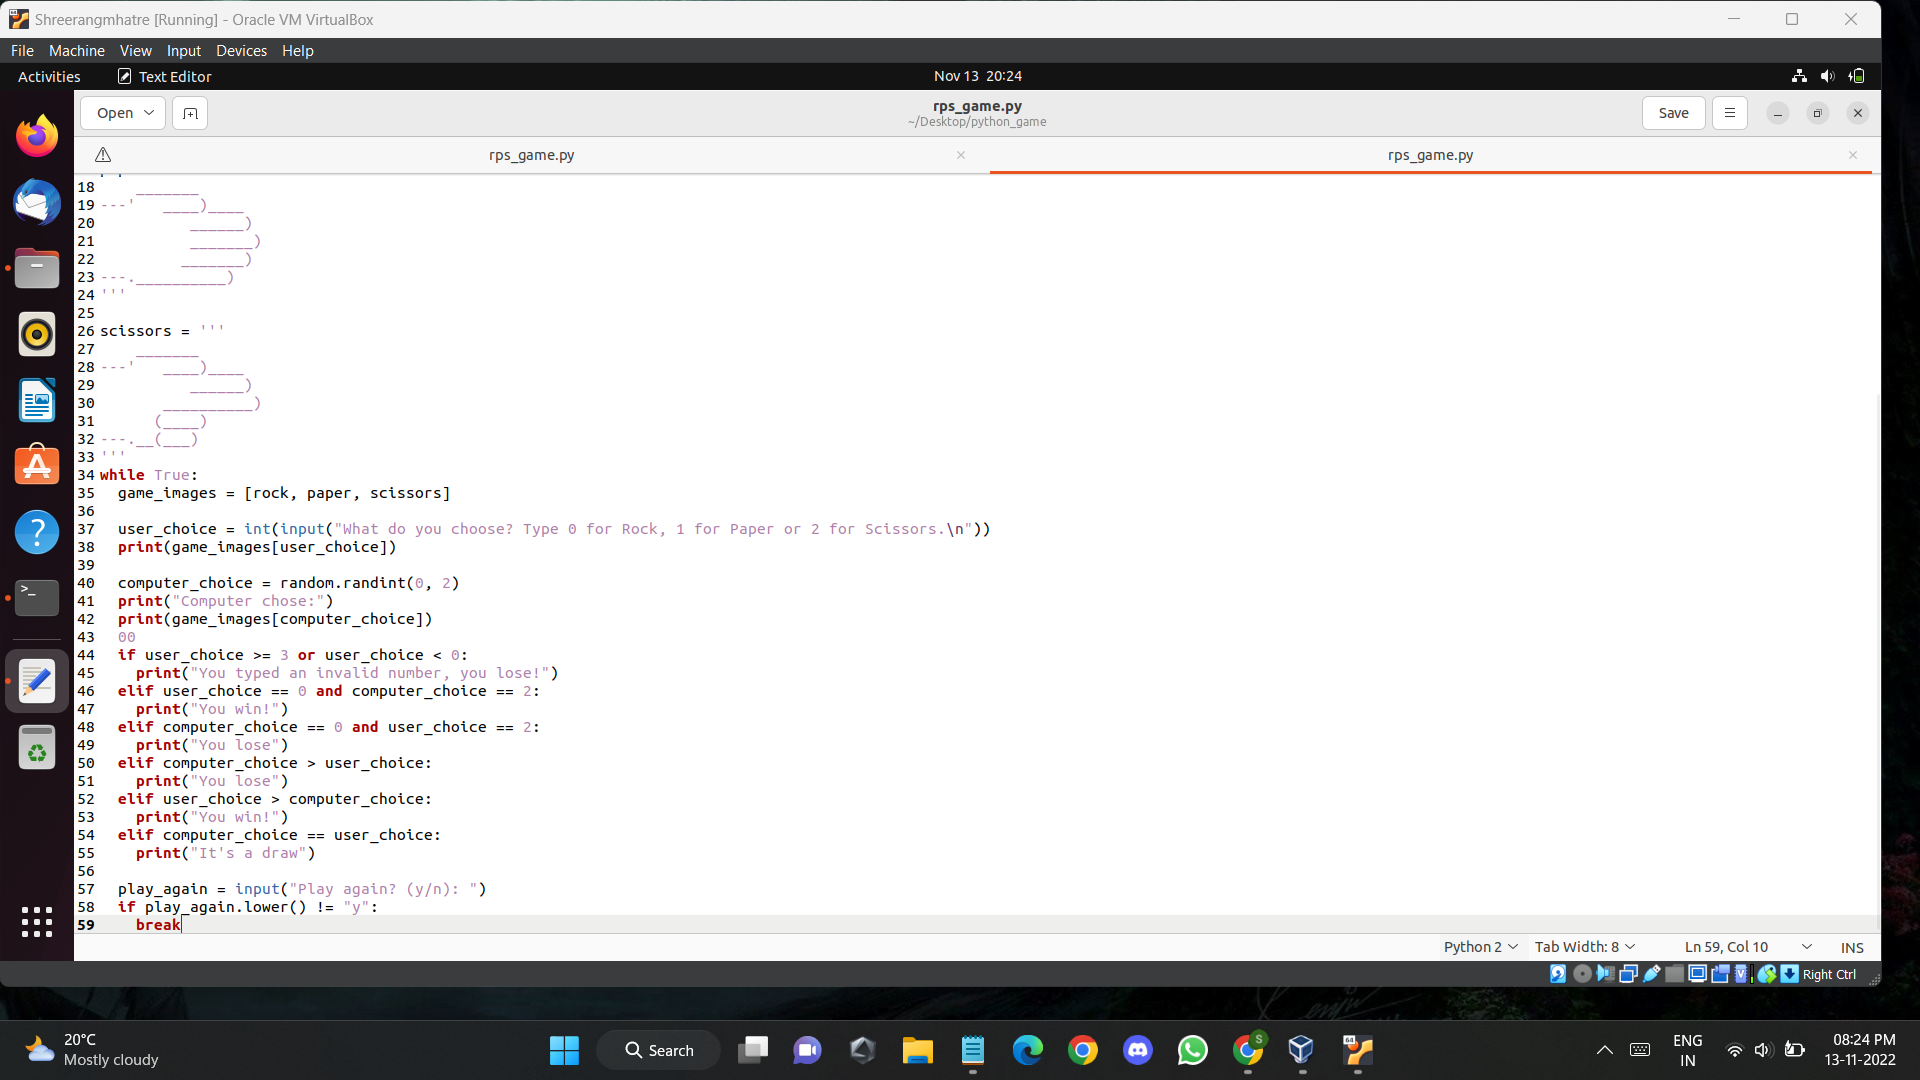 Shreerangmhatre [Running] - Oracle VM VirtualBox
File Machine View Input Devices Help
Activities Text Editor Nov 13 20:24
Open rps_game.py Save
~/Desktop/python_game
rps_game.py rps_game.py
18     _______
19 ---'   ____)____
20           ______)
21           _______)
22          _______)
23 ---.__________)
24 '''
25
26 scissors = '''
27     _______
28 ---'   ____)____
29           ______)
30        __________)
31       (____)
32 ---.__(___)
33 '''
34 while True:
35   game_images = [rock, paper, scissors]
36
37   user_choice = int(input("What do you choose? Type 0 for Rock, 1 for Paper or 2 for Scissors.\n"))
38   print(game_images[user_choice])
39
40   computer_choice = random.randint(0, 2)
41   print("Computer chose:")
42   print(game_images[computer_choice])
43   00
44   if user_choice >= 3 or user_choice < 0:
45     print("You typed an invalid number, you lose!")
46   elif user_choice == 0 and computer_choice == 2:
47     print("You win!")
48   elif computer_choice == 0 and user_choice == 2:
49     print("You lose")
50   elif computer_choice > user_choice:
51     print("You lose")
52   elif user_choice > computer_choice:
53     print("You win!")
54   elif computer_choice == user_choice:
55     print("It's a draw")
56
57   play_again = input("Play again? (y/n): ")
58   if play_again.lower() != "y":
59     break
Python 2 Tab Width: 8 Ln 59, Col 10 INS
Right Ctrl
20°C
Mostly cloudy
Search
ENG
IN
08:24 PM
13-11-2022